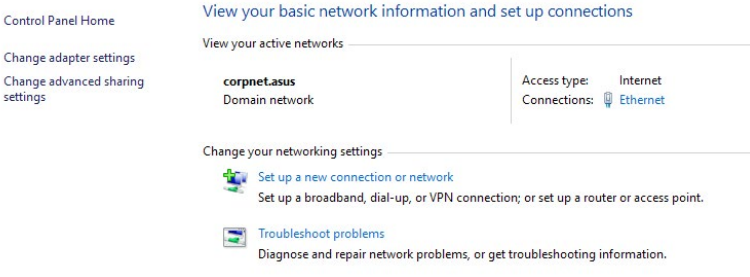 Control Panel Home
Change adapter settings
Change advanced sharing
settings
View your basic network information and set up connections
View your active networks
corpnet.asus
Domain network
Access type: Internet
Connections: Ethernet
Change your networking settings
Set up a new connection or network
Set up a broadband, dial-up, or VPN connection; or set up a router or access point.
Troubleshoot problems
Diagnose and repair network problems, or get troubleshooting information.